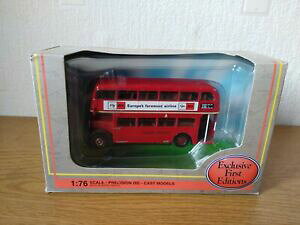 Europe's foremost airline
Exclusive
First
Editions
1:76 SCALE - PRECISION DIE - CAST MODELS